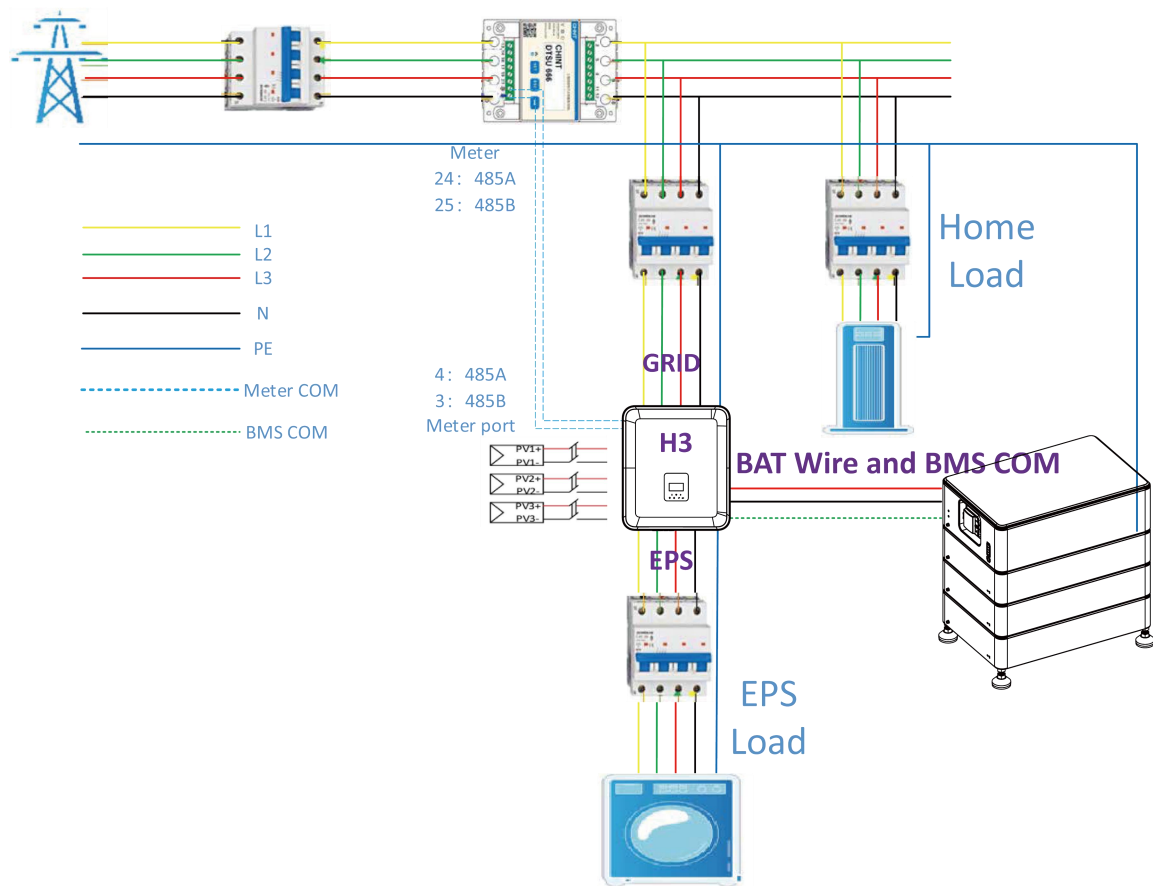 CHINT
DTSU 666
Meter
24: 485A
25: 485B
L1
L2
L3
N
PE
Meter COM
BMS COM
Home
Load
GRID
4: 485A
3: 485B
Meter port
H3
PV1+
PV1-
PV2+
PV2-
PV3+
PV3-
BAT Wire and BMS COM
EPS
EPS
Load